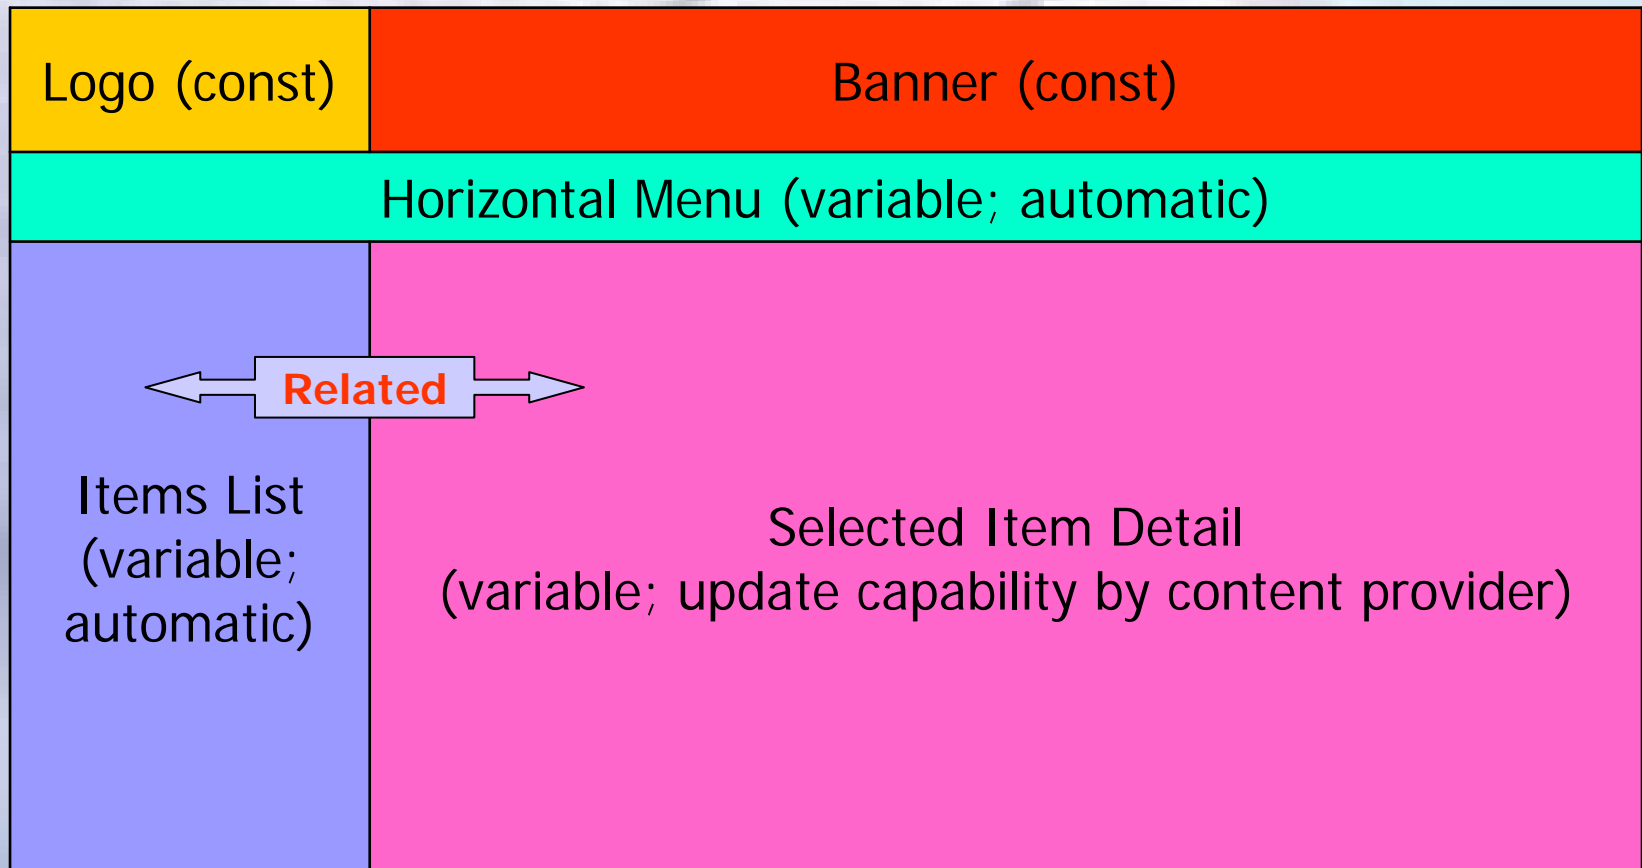 Logo (const)
Banner (const)
Horizontal Menu (variable; automatic)
Related
Items List
(variable;
automatic)
Selected Item Detail
(variable; update capability by content provider)